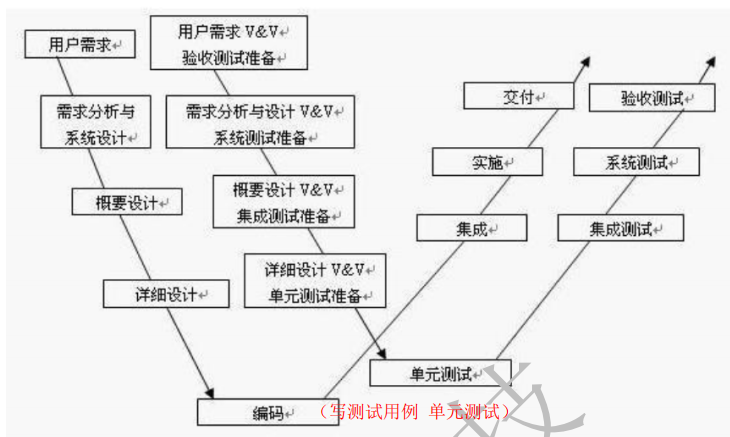 用户需求
用户需求 V&V
验收测试准备
需求分析与
系统设计
需求分析与设计 V&V
系统测试准备
交付
验收测试
概要设计
概要设计 V&V
集成测试准备
实施
系统测试
集成
集成测试
详细设计
详细设计 V&V
单元测试准备
单元测试
编码
（写测试用例 单元测试）